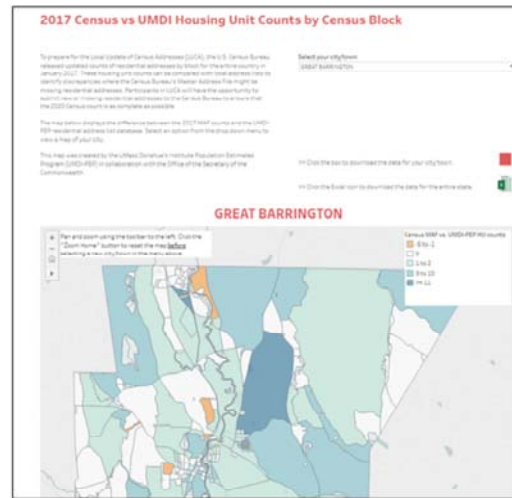 2017 Census vs UMDI Housing Unit Counts by Census Block
To prepare for the Local Update of Census Addresses (LUCA), the U.S. Census Bureau
released updated counts of residential addresses by block for the entire country in
January 2017. These housing unit counts can be compared with local address lists to
identify discrepancies where the Census Bureau's Master Address File might be
missing residential addresses. Participants in LUCA will have the opportunity to
submit new or missing residential addresses to the Census Bureau to ensure that
the 2020 Census count is as complete as possible.
Select your city/town
GREAT BARRINGTON
The map below displays the difference between the 2017 MAF counts and the UMDI-
PEP residential address list database. Select an option from the drop down menu to
view a map of your city.
This map was created by the UMass Donahue Institute Population Estimates
Program (UMDI-PEP) in collaboration with the Office of the Secretary of the
Commonwealth.
>> Click the box to download the data for your city/town.
>> Click the Excel icon to download the data for the entire state.
GREAT BARRINGTON
Pan and zoom using the toolbar to the left. Click the
"Zoom Home" button to reset the map before
selecting a new city/town in the menu above.
Census MAF vs. UMDI-PEP HU counts
1 to 2
3 to 10